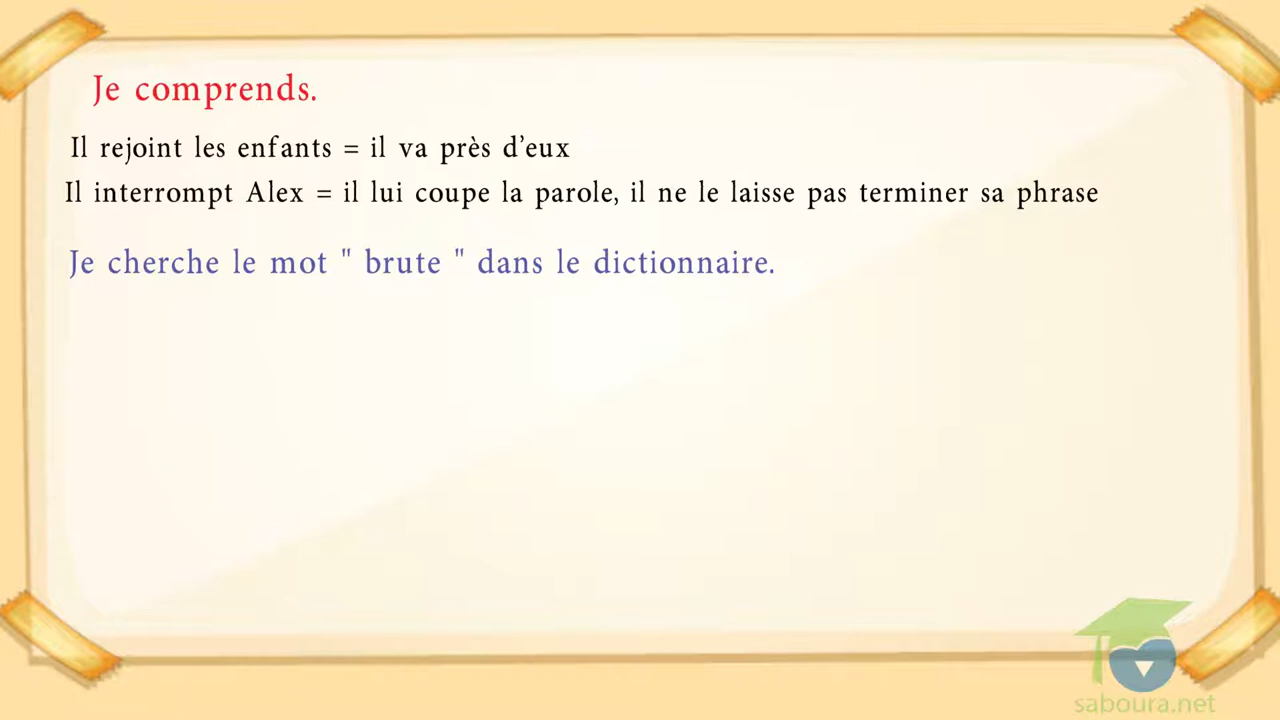 Je comprends.
Il rejoint les enfants = il va près d’eux
Il interrompt Alex = il lui coupe la parole, il ne le laisse pas terminer sa phrase
Je cherche le mot " brute " dans le dictionnaire.
saboura.net